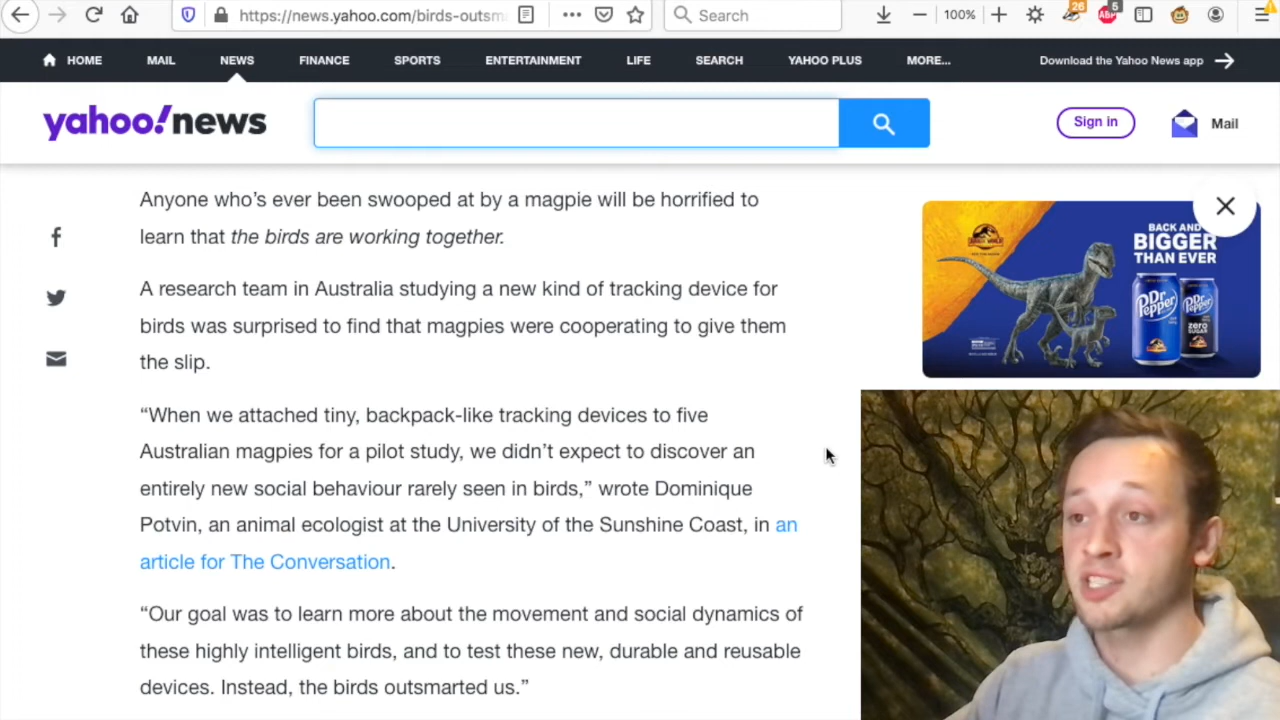 https://news.yahoo.com/birds-outsm
Search
100%
26
ABP
5
HOME
MAIL
NEWS
FINANCE
SPORTS
ENTERTAINMENT
LIFE
SEARCH
YAHOO PLUS
MORE...
Download the Yahoo News app
yahoo!news
Sign in
Mail
Anyone who’s ever been swooped at by a magpie will be horrified to
learn that the birds are working together.
A research team in Australia studying a new kind of tracking device for
birds was surprised to find that magpies were cooperating to give them
the slip.
“When we attached tiny, backpack-like tracking devices to five
Australian magpies for a pilot study, we didn’t expect to discover an
entirely new social behaviour rarely seen in birds,” wrote Dominique
Potvin, an animal ecologist at the University of the Sunshine Coast, in an
article for The Conversation.
“Our goal was to learn more about the movement and social dynamics of
these highly intelligent birds, and to test these new, durable and reusable
devices. Instead, the birds outsmarted us.”
BACK AND
BIGGER
THAN EVER
Dr Pepper
Dr Pepper
zero
SUGAR